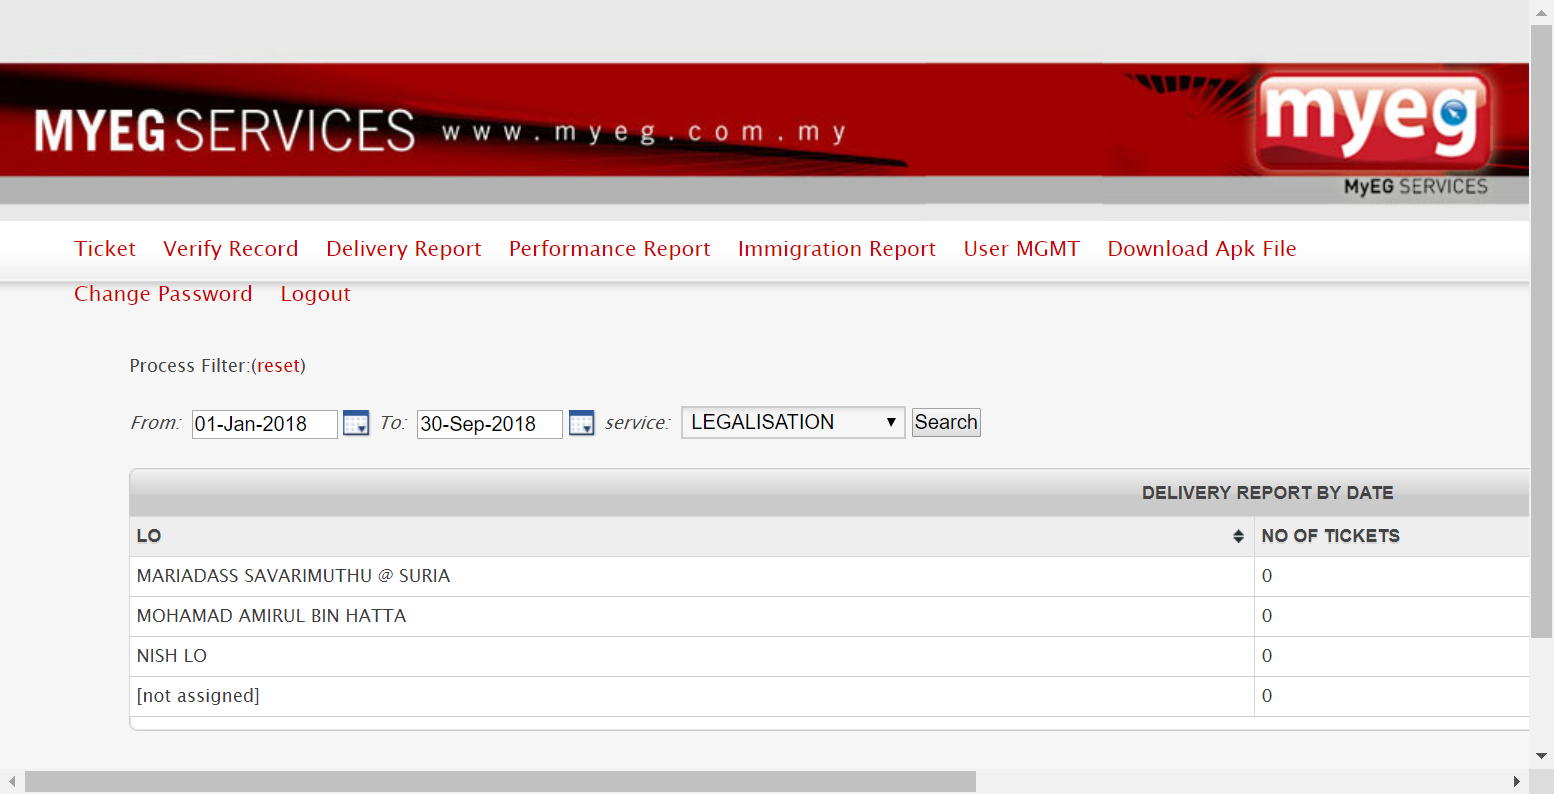 MYEG SERVICES www.myeg.com.my
myeg
MyEG SERVICES
Ticket Verify Record Delivery Report Performance Report Immigration Report User MGMT Download Apk File
Change Password Logout
Process Filter:(reset)
From: 01-Jan-2018 To: 30-Sep-2018 service: LEGALISATION Search
DELIVERY REPORT BY DATE
LO NO OF TICKETS
MARIADASS SAVARIMUTHU @ SURIA 0
MOHAMAD AMIRUL BIN HATTA 0
NISH LO 0
[not assigned] 0